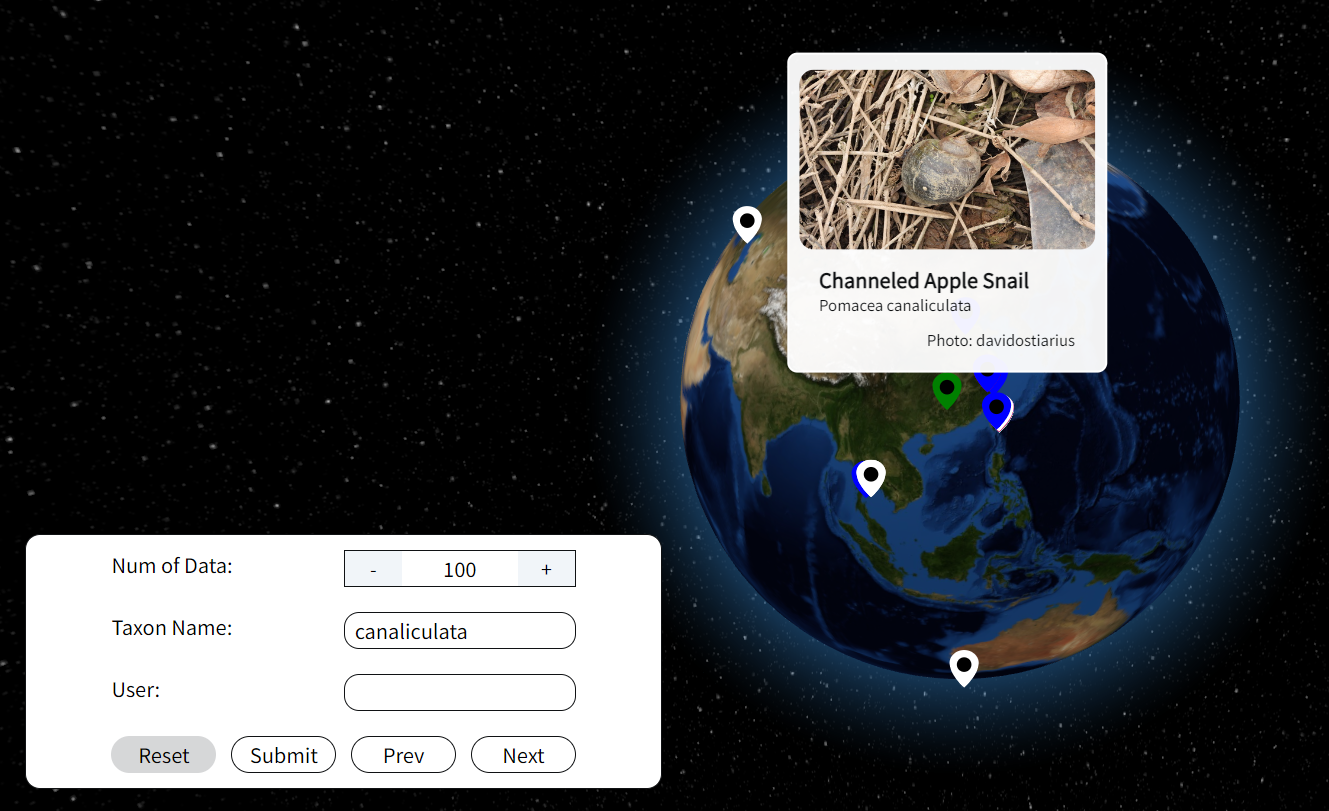 Channeled Apple Snail
Pomacea canaliculata
Photo: davidostiarius
Num of Data:
- 100 +
Taxon Name:
canaliculata
User:
Reset Submit Prev Next